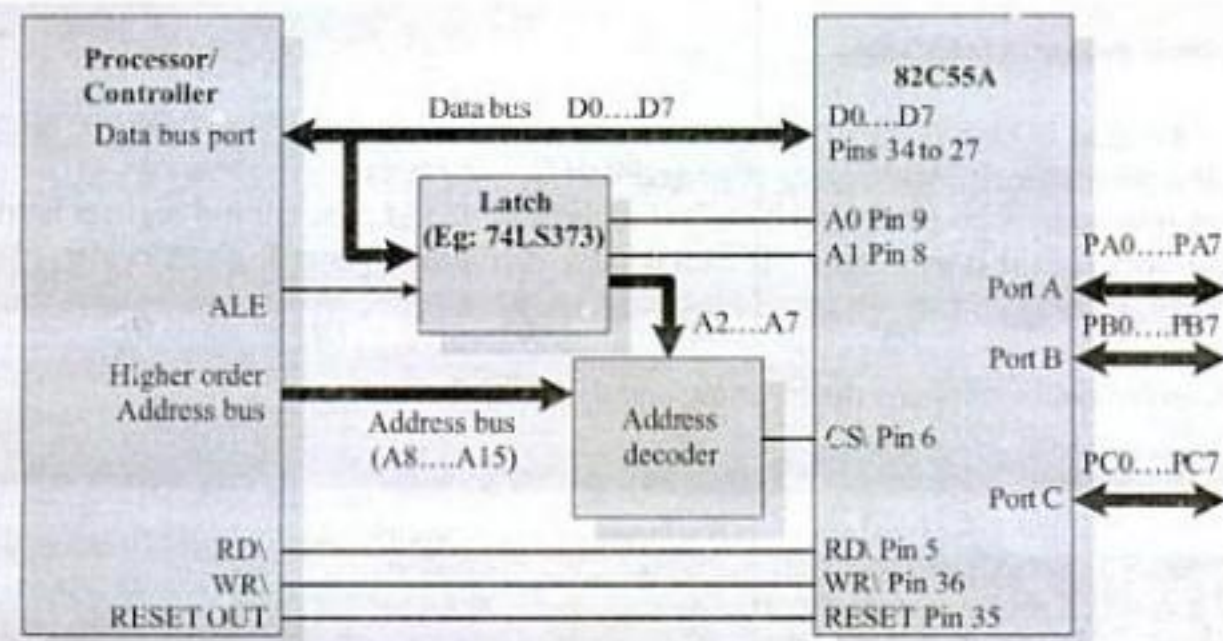 Processor/
Controller
Data bus port
ALE
Higher order
Address bus
RD\
WR\
RESET OUT
Data bus D0....D7
Latch
(Eg: 74LS373)
A2....A7
Address bus
(A8....A15)
Address
decoder
82C55A
D0....D7
Pins 34 to 27
A0 Pin 9
A1 Pin 8
Port A
Port B
CS\ Pin 6
Port C
RD\ Pin 5
WR\ Pin 36
RESET Pin 35
PA0....PA7
PB0....PB7
PC0....PC7